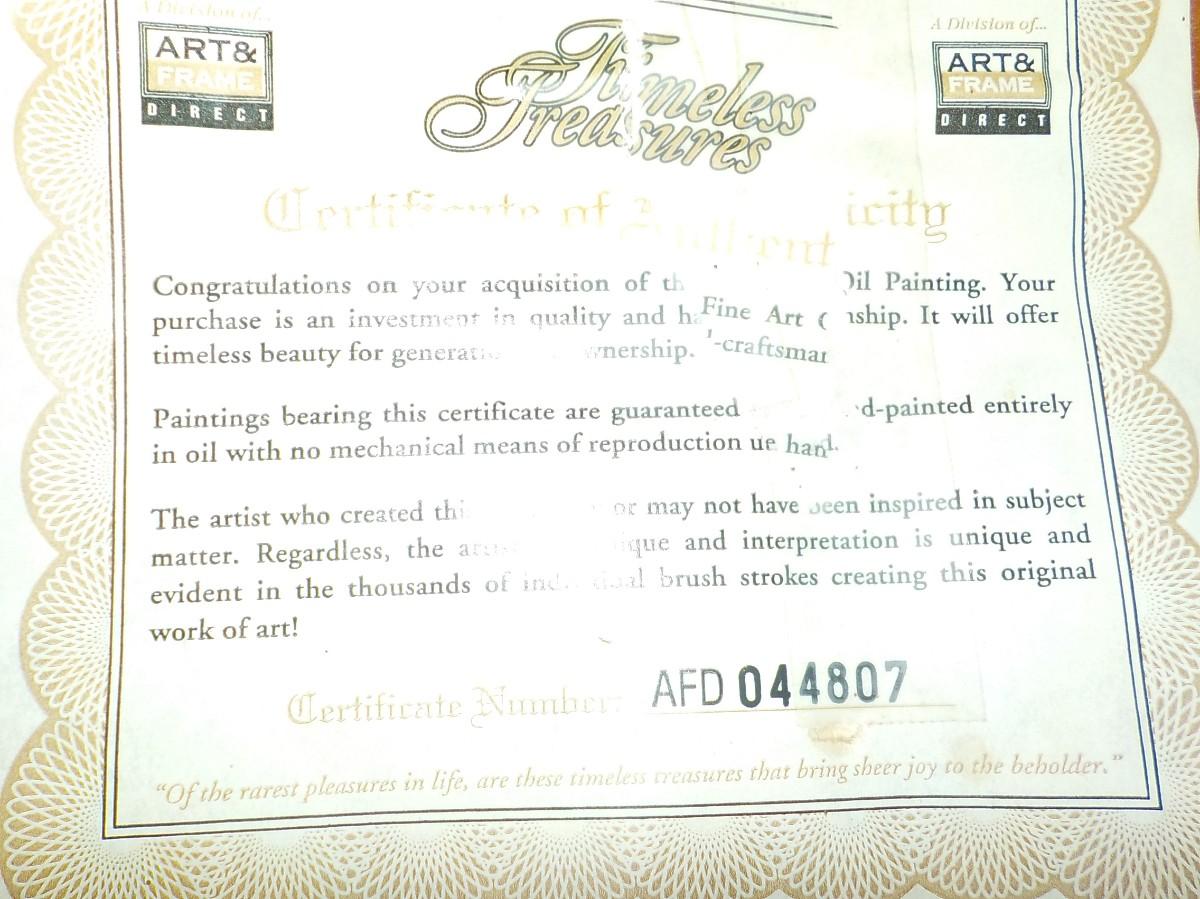 A Division of...
ART&
FRAME
DIRECT
Timeless
Treasures
A Division of...
ART&
FRAME
DIRECT
Certificate of Authenticity
Congratulations on your acquisition of Fine Art Oil Painting. Your
purchase is an investment in quality and It will offer
timeless beauty for
Paintings bearing this certificate are guaranteed d-painted entirely
in oil with no mechanical means of reproduction
The artist who created or may not have been inspired in subject
matter. Regardless, the and interpretation is unique and
evident in the thousands of brush strokes creating this original
work of art!
Certificate Number: AFD 044807
“Of the rarest pleasures in life, are these timeless treasures that bring sheer joy to the beholder.”